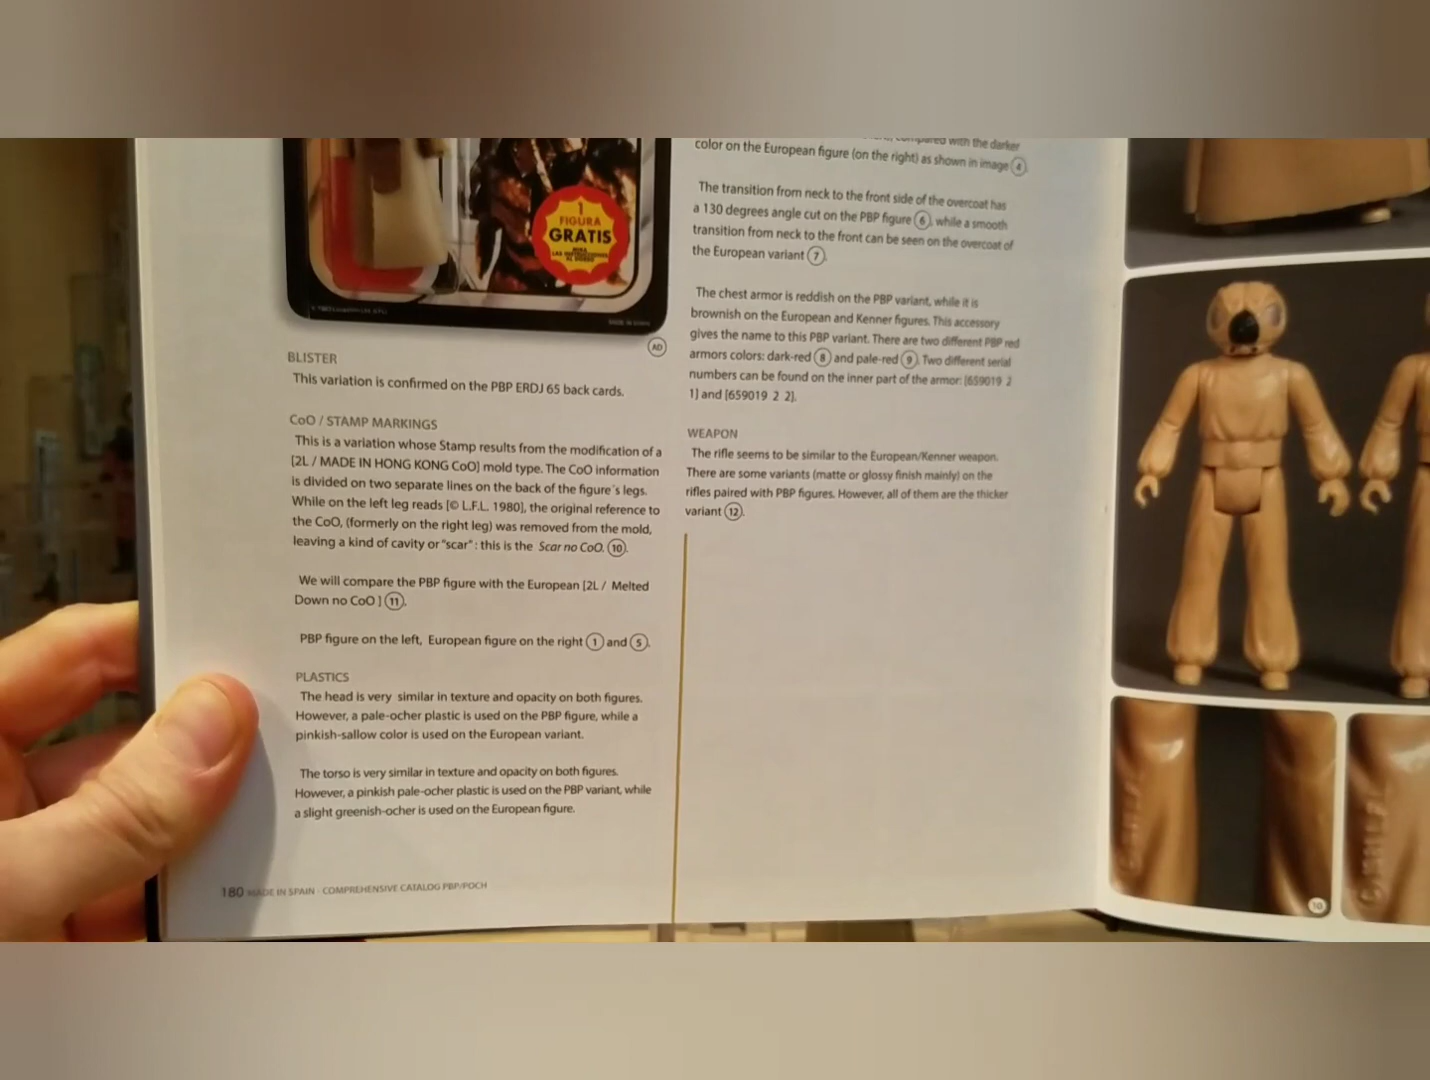 1
FIGURA
GRATIS
MIRA
LAS INSTRUCCIONES
AL DORSO
MADE IN SPAIN
AD
BLISTER
This variation is confirmed on the PBP ERDJ 65 back cards.
CoO / STAMP MARKINGS
This is a variation whose Stamp results from the modification of a
[2L / MADE IN HONG KONG CoO] mold type. The CoO information
is divided on two separate lines on the back of the figure´s legs.
While on the left leg reads [© L.F.L. 1980], the original reference to
the CoO, (formerly on the right leg) was removed from the mold,
leaving a kind of cavity or "scar" : this is the Scar no CoO. 10.
We will compare the PBP figure with the European [2L / Melted
Down no CoO ] 11.
PBP figure on the left, European figure on the right 1 and 5.
PLASTICS
The head is very similar in texture and opacity on both figures.
However, a pale-ocher plastic is used on the PBP figure, while a
pinkish-sallow color is used on the European variant.
The torso is very similar in texture and opacity on both figures.
However, a pinkish pale-ocher plastic is used on the PBP variant, while
a slight greenish-ocher is used on the European figure.
180 MADE IN SPAIN · COMPREHENSIVE CATALOG PBP/POCH
compared with the darker
color on the European figure (on the right) as shown in image 4.
The transition from neck to the front side of the overcoat has
a 130 degrees angle cut on the PBP figure 6, while a smooth
transition from neck to the front can be seen on the overcoat of
the European variant 7.
The chest armor is reddish on the PBP variant, while it is
brownish on the European and Kenner figures. This accessory
gives the name to this PBP variant. There are two different PBP red
armors colors: dark-red 8 and pale-red 9. Two different serial
numbers can be found on the inner part of the armor: [659019 2
1] and [659019 2 2].
WEAPON
The rifle seems to be similar to the European/Kenner weapon.
There are some variants (matte or glossy finish mainly) on the
rifles paired with PBP figures. However, all of them are the thicker
variant 12.
10